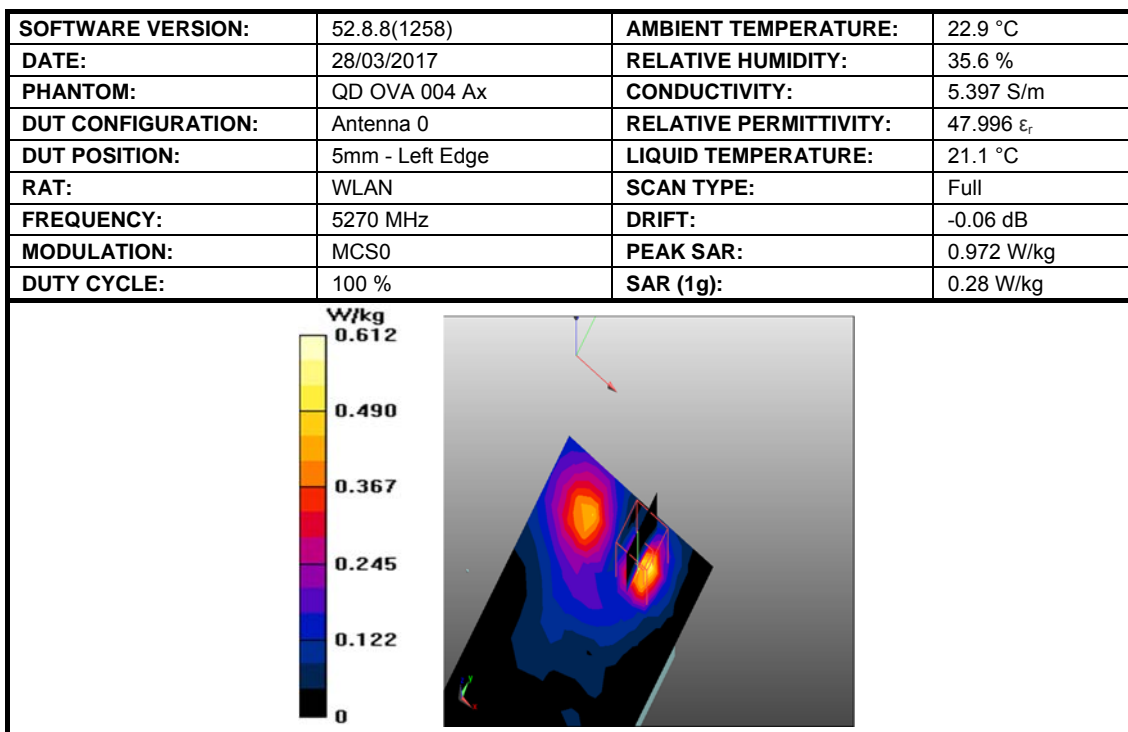 SOFTWARE VERSION: 52.8.8(1258) AMBIENT TEMPERATURE: 22.9 °C
DATE: 28/03/2017 RELATIVE HUMIDITY: 35.6 %
PHANTOM: QD OVA 004 Ax CONDUCTIVITY: 5.397 S/m
DUT CONFIGURATION: Antenna 0 RELATIVE PERMITTIVITY: 47.996 εr
DUT POSITION: 5mm - Left Edge LIQUID TEMPERATURE: 21.1 °C
RAT: WLAN SCAN TYPE: Full
FREQUENCY: 5270 MHz DRIFT: -0.06 dB
MODULATION: MCS0 PEAK SAR: 0.972 W/kg
DUTY CYCLE: 100 % SAR (1g): 0.28 W/kg
W/kg
0.612
0.490
0.367
0.245
0.122
0
y
x